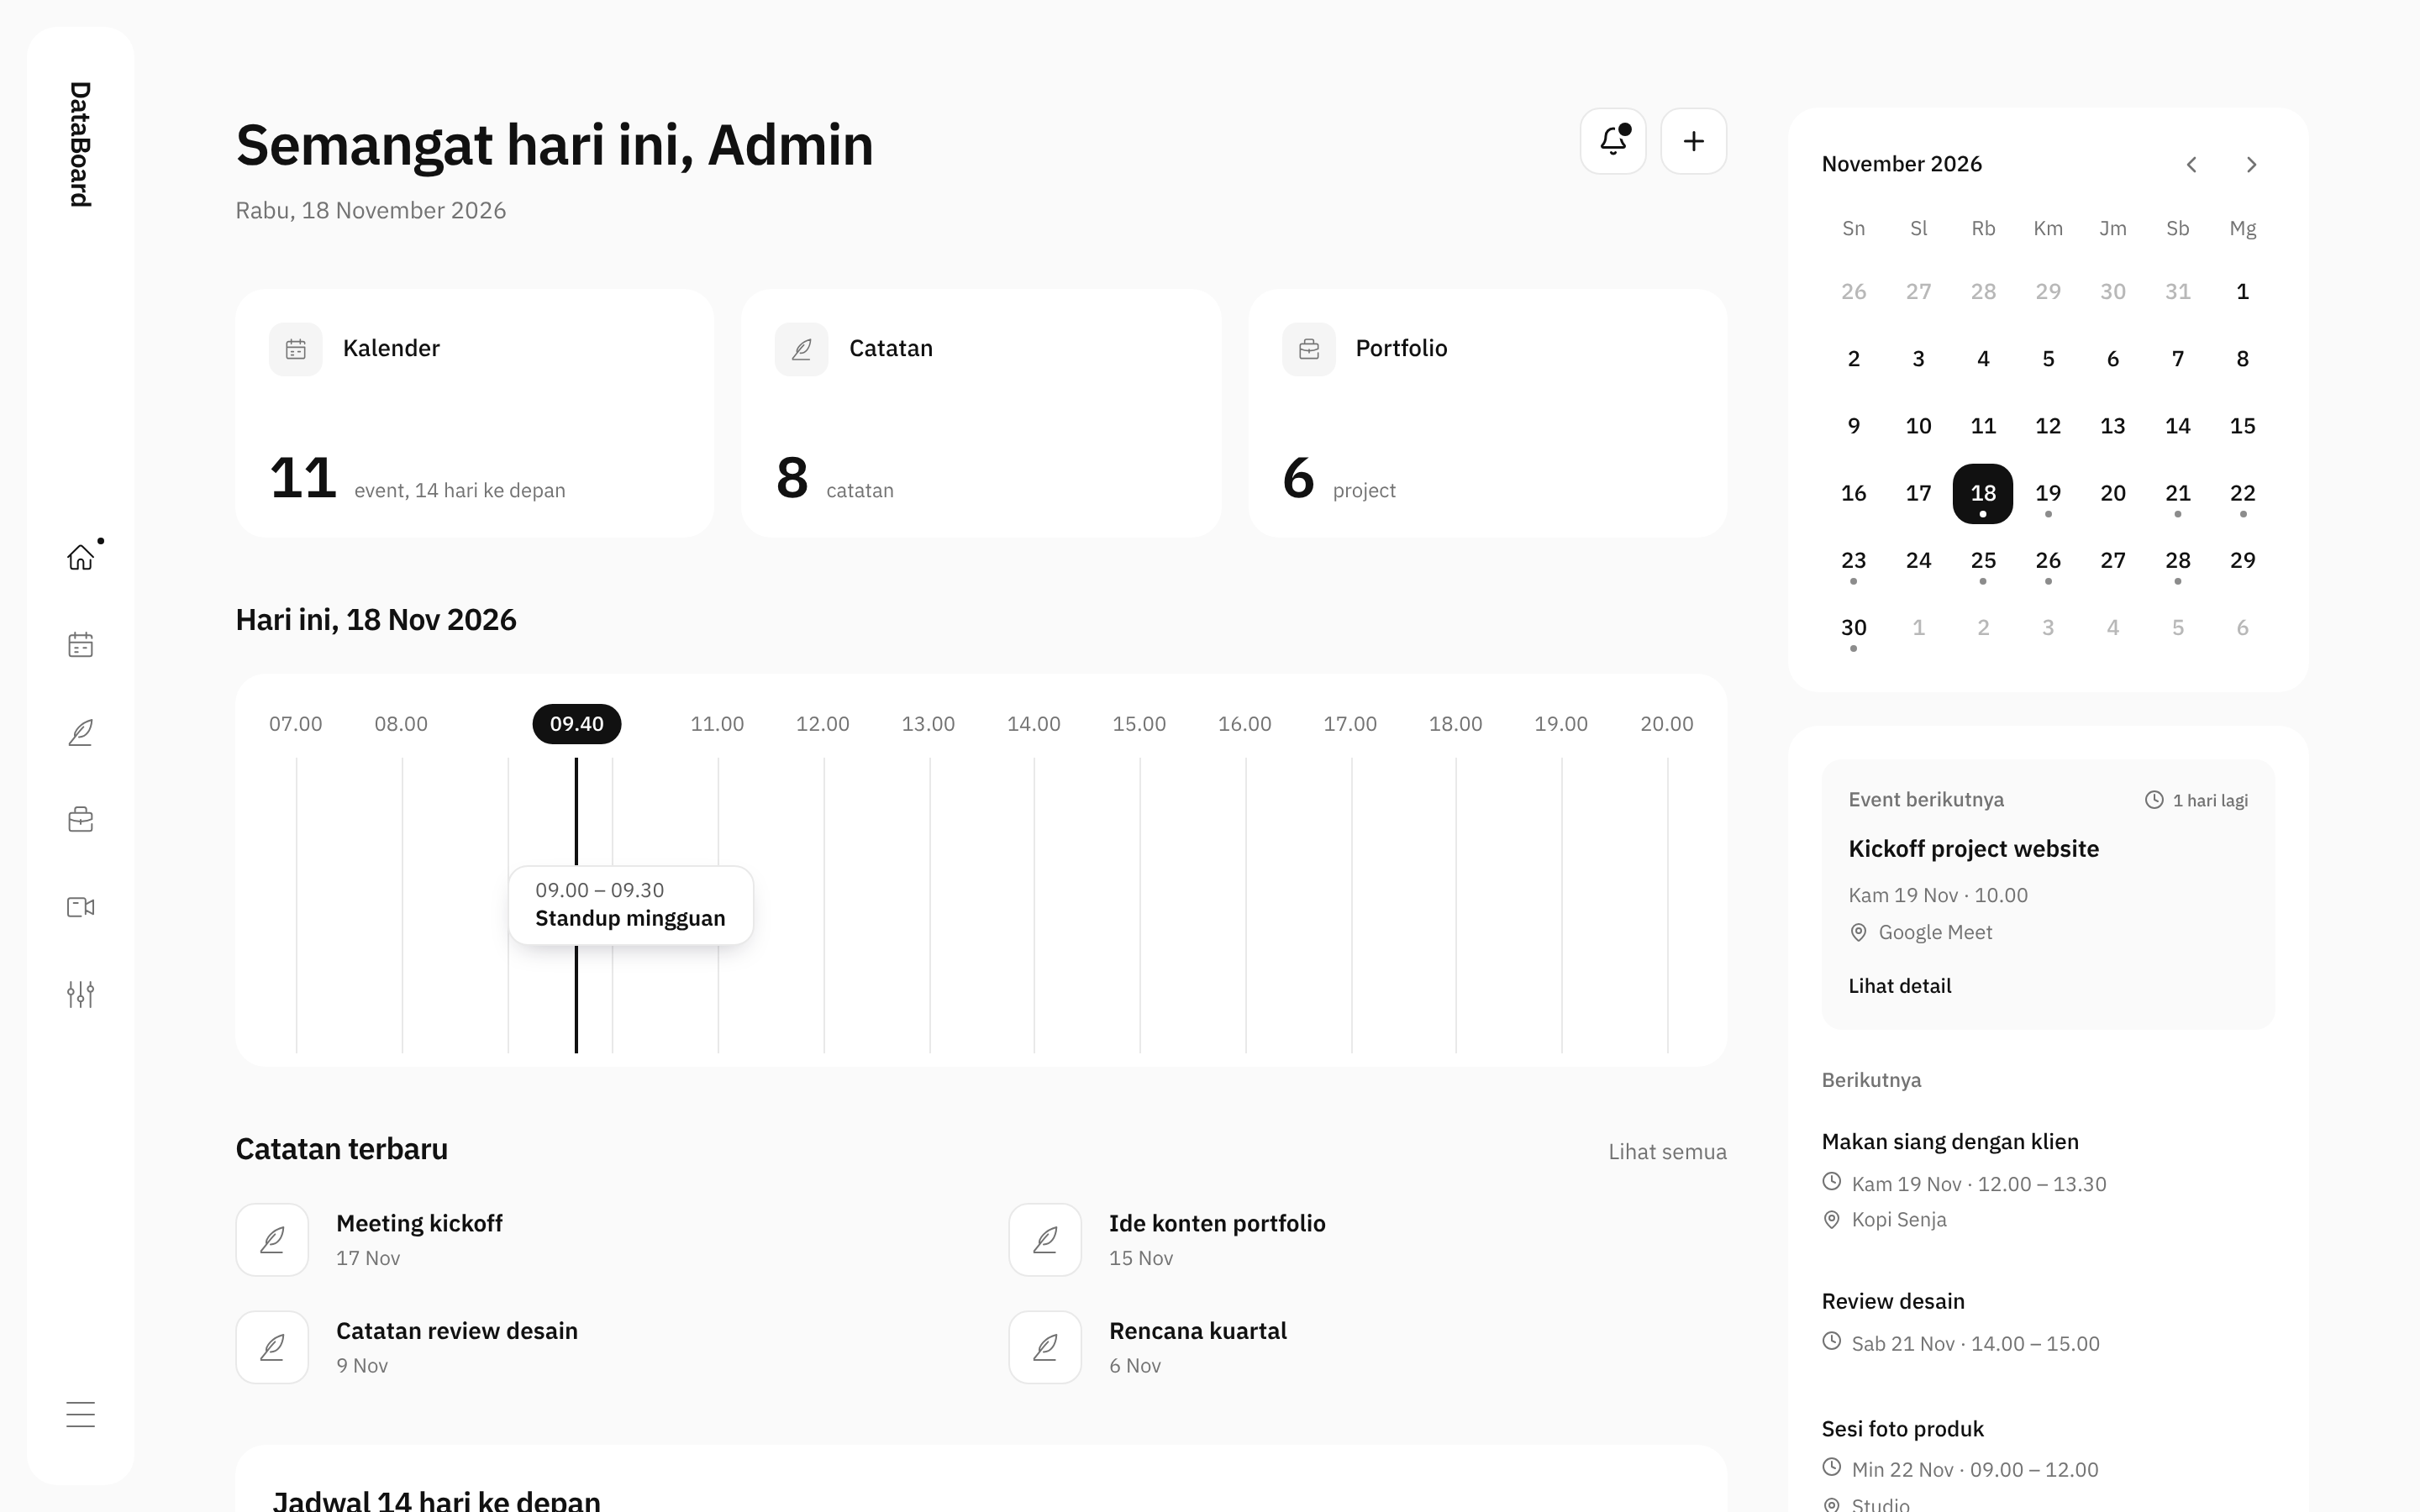 DataBoard
Semangat hari ini, Admin
Rabu, 18 November 2026
Kalender
11 event, 14 hari ke depan
Catatan
8 catatan
Portfolio
6 project
Hari ini, 18 Nov 2026
07.00 08.00 09.40 11.00 12.00 13.00 14.00 15.00 16.00 17.00 18.00 19.00 20.00
09.00 – 09.30
Standup mingguan
Catatan terbaru
Lihat semua
Meeting kickoff
17 Nov
Ide konten portfolio
15 Nov
Catatan review desain
9 Nov
Rencana kuartal
6 Nov
Jadwal 14 hari ke depan
November 2026
Sn Sl Rb Km Jm Sb Mg
26 27 28 29 30 31 1
2 3 4 5 6 7 8
9 10 11 12 13 14 15
16 17 18 19 20 21 22
23 24 25 26 27 28 29
30 1 2 3 4 5 6
Event berikutnya
1 hari lagi
Kickoff project website
Kam 19 Nov · 10.00
Google Meet
Lihat detail
Berikutnya
Makan siang dengan klien
Kam 19 Nov · 12.00 – 13.30
Kopi Senja
Review desain
Sab 21 Nov · 14.00 – 15.00
Sesi foto produk
Min 22 Nov · 09.00 – 12.00
Studio